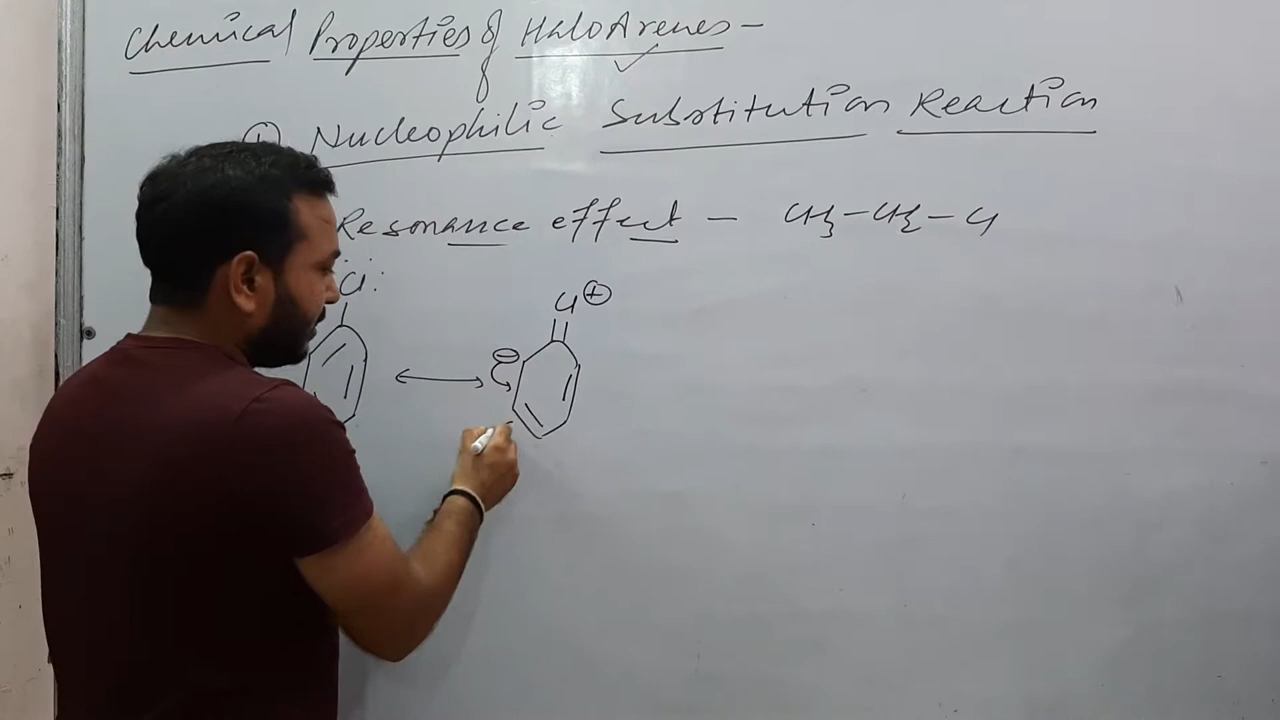 Chemical Properties of HaloArenes –
① Nucleophilic Substitution Reaction
Resonance effect – CH3 – CH2 – Cl
Cl:
Cl ⊕
⊖